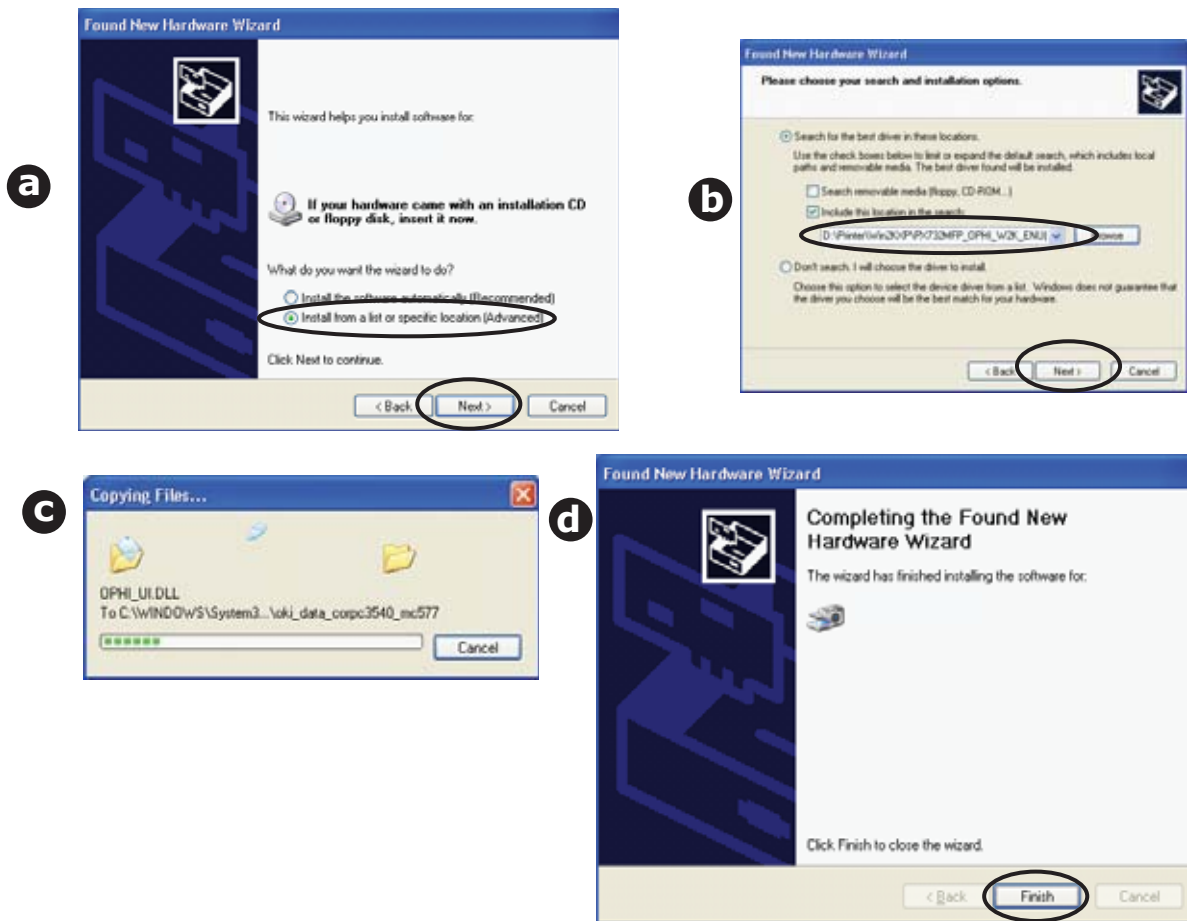 a
Found New Hardware Wizard
This wizard helps you install software for:
If your hardware came with an installation CD
or floppy disk, insert it now.
What do you want the wizard to do?
Install the software automatically (Recommended)
Install from a list or specific location (Advanced)
Click Next to continue.
< Back
Next >
Cancel
b
Found New Hardware Wizard
Please choose your search and installation options.
Search for the best driver in these locations.
Use the check boxes below to limit or expand the default search, which includes local
paths and removable media. The best driver found will be installed.
Search removable media (floppy, CD-ROM...)
Include this location in the search:
Browse
Don't search. I will choose the driver to install.
Choose this option to select the device driver from a list. Windows does not guarantee that
the driver you choose will be the best match for your hardware.
< Back
Next >
Cancel
c
Copying Files...
OPHI_UI.DLL
To C:\WINDOWS\System3...\oki_data_corpc3540_mc577
Cancel
d
Found New Hardware Wizard
Completing the Found New
Hardware Wizard
The wizard has finished installing the software for:
Click Finish to close the wizard.
< Back
Finish
Cancel